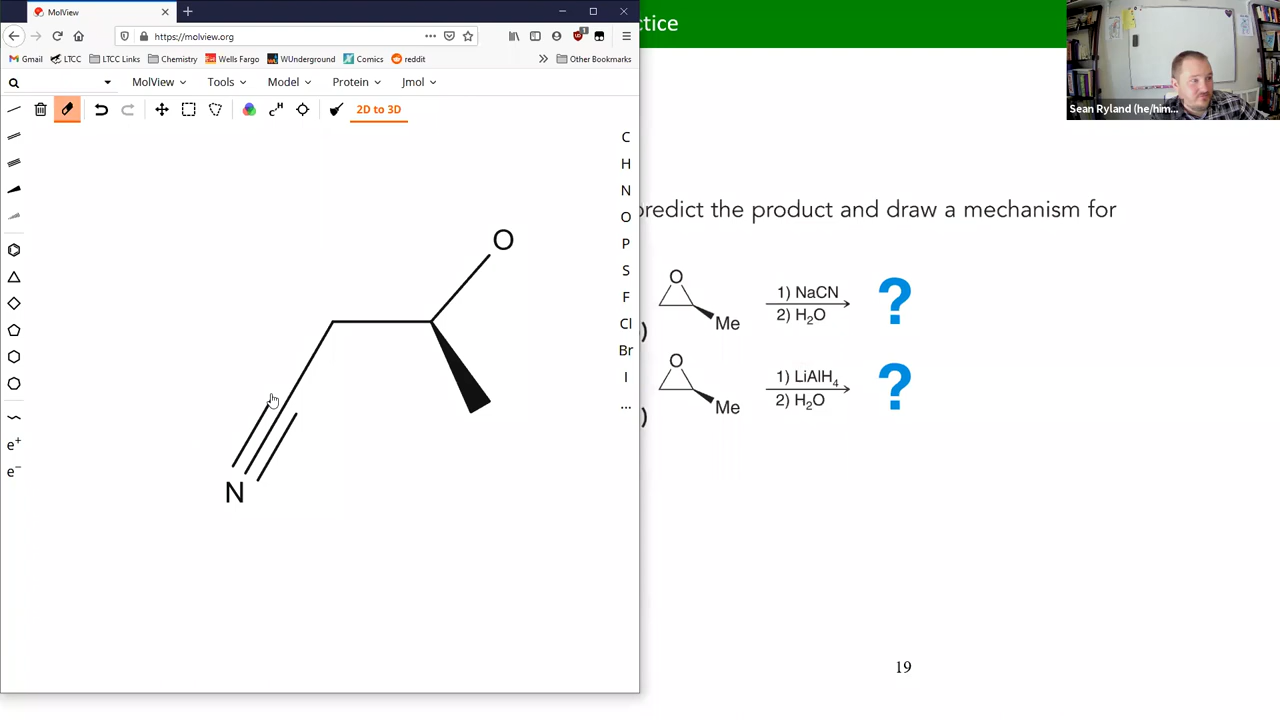 MolView
https://molview.org
Gmail LTCC LTCC Links Chemistry Wells Fargo WUnderground Comics reddit Other Bookmarks
MolView Tools Model Protein Jmol
2D to 3D
C
H
N
O
P
S
F
Cl
Br
I
...
e+
e−
O
N
ctice
predict the product and draw a mechanism for
O
Me
1) NaCN
2) H2O
?
)
O
Me
1) LiAlH4
2) H2O
?
)
19
Sean Ryland (he/him...